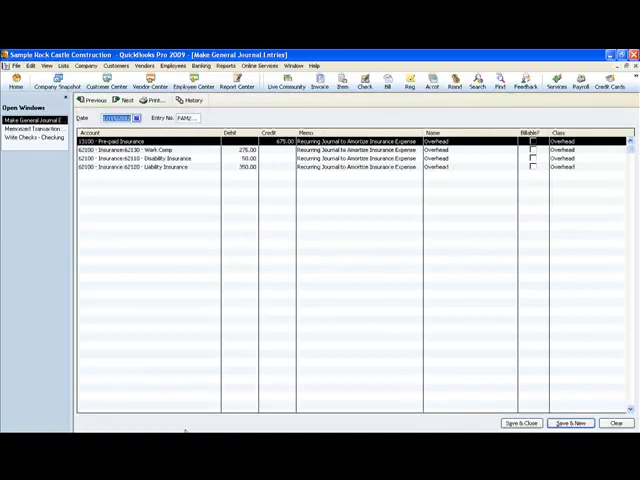 Sample Rock Castle Construction - QuickBooks Pro 2009 - [Make General Journal Entries]
File Edit View Lists Company Customers Vendors Employees Banking Reports Online Services Window Help
Home Company Snapshot Customer Center Vendor Center Employee Center Report Center Live Community Invoice Item Check Bill Reg Accnt Rmnd Search Find Feedback Services Payroll Credit Cards
Open Windows
Make General Journal E...
Memorized Transaction...
Write Checks - Checking
Previous Next Print... History
Date Entry No.
Account Debit Credit Memo Name Billable? Class
13100 · Pre-paid Insurance 675.00 Recurring Journal to Amortize Insurance Expense Overhead Overhead
62100 · Insurance:62130 · Work Comp 275.00 Recurring Journal to Amortize Insurance Expense Overhead Overhead
62100 · Insurance:62110 · Disability Insurance 50.00 Recurring Journal to Amortize Insurance Expense Overhead Overhead
62100 · Insurance:62120 · Liability Insurance 350.00 Recurring Journal to Amortize Insurance Expense Overhead Overhead
Save & Close Save & New Clear